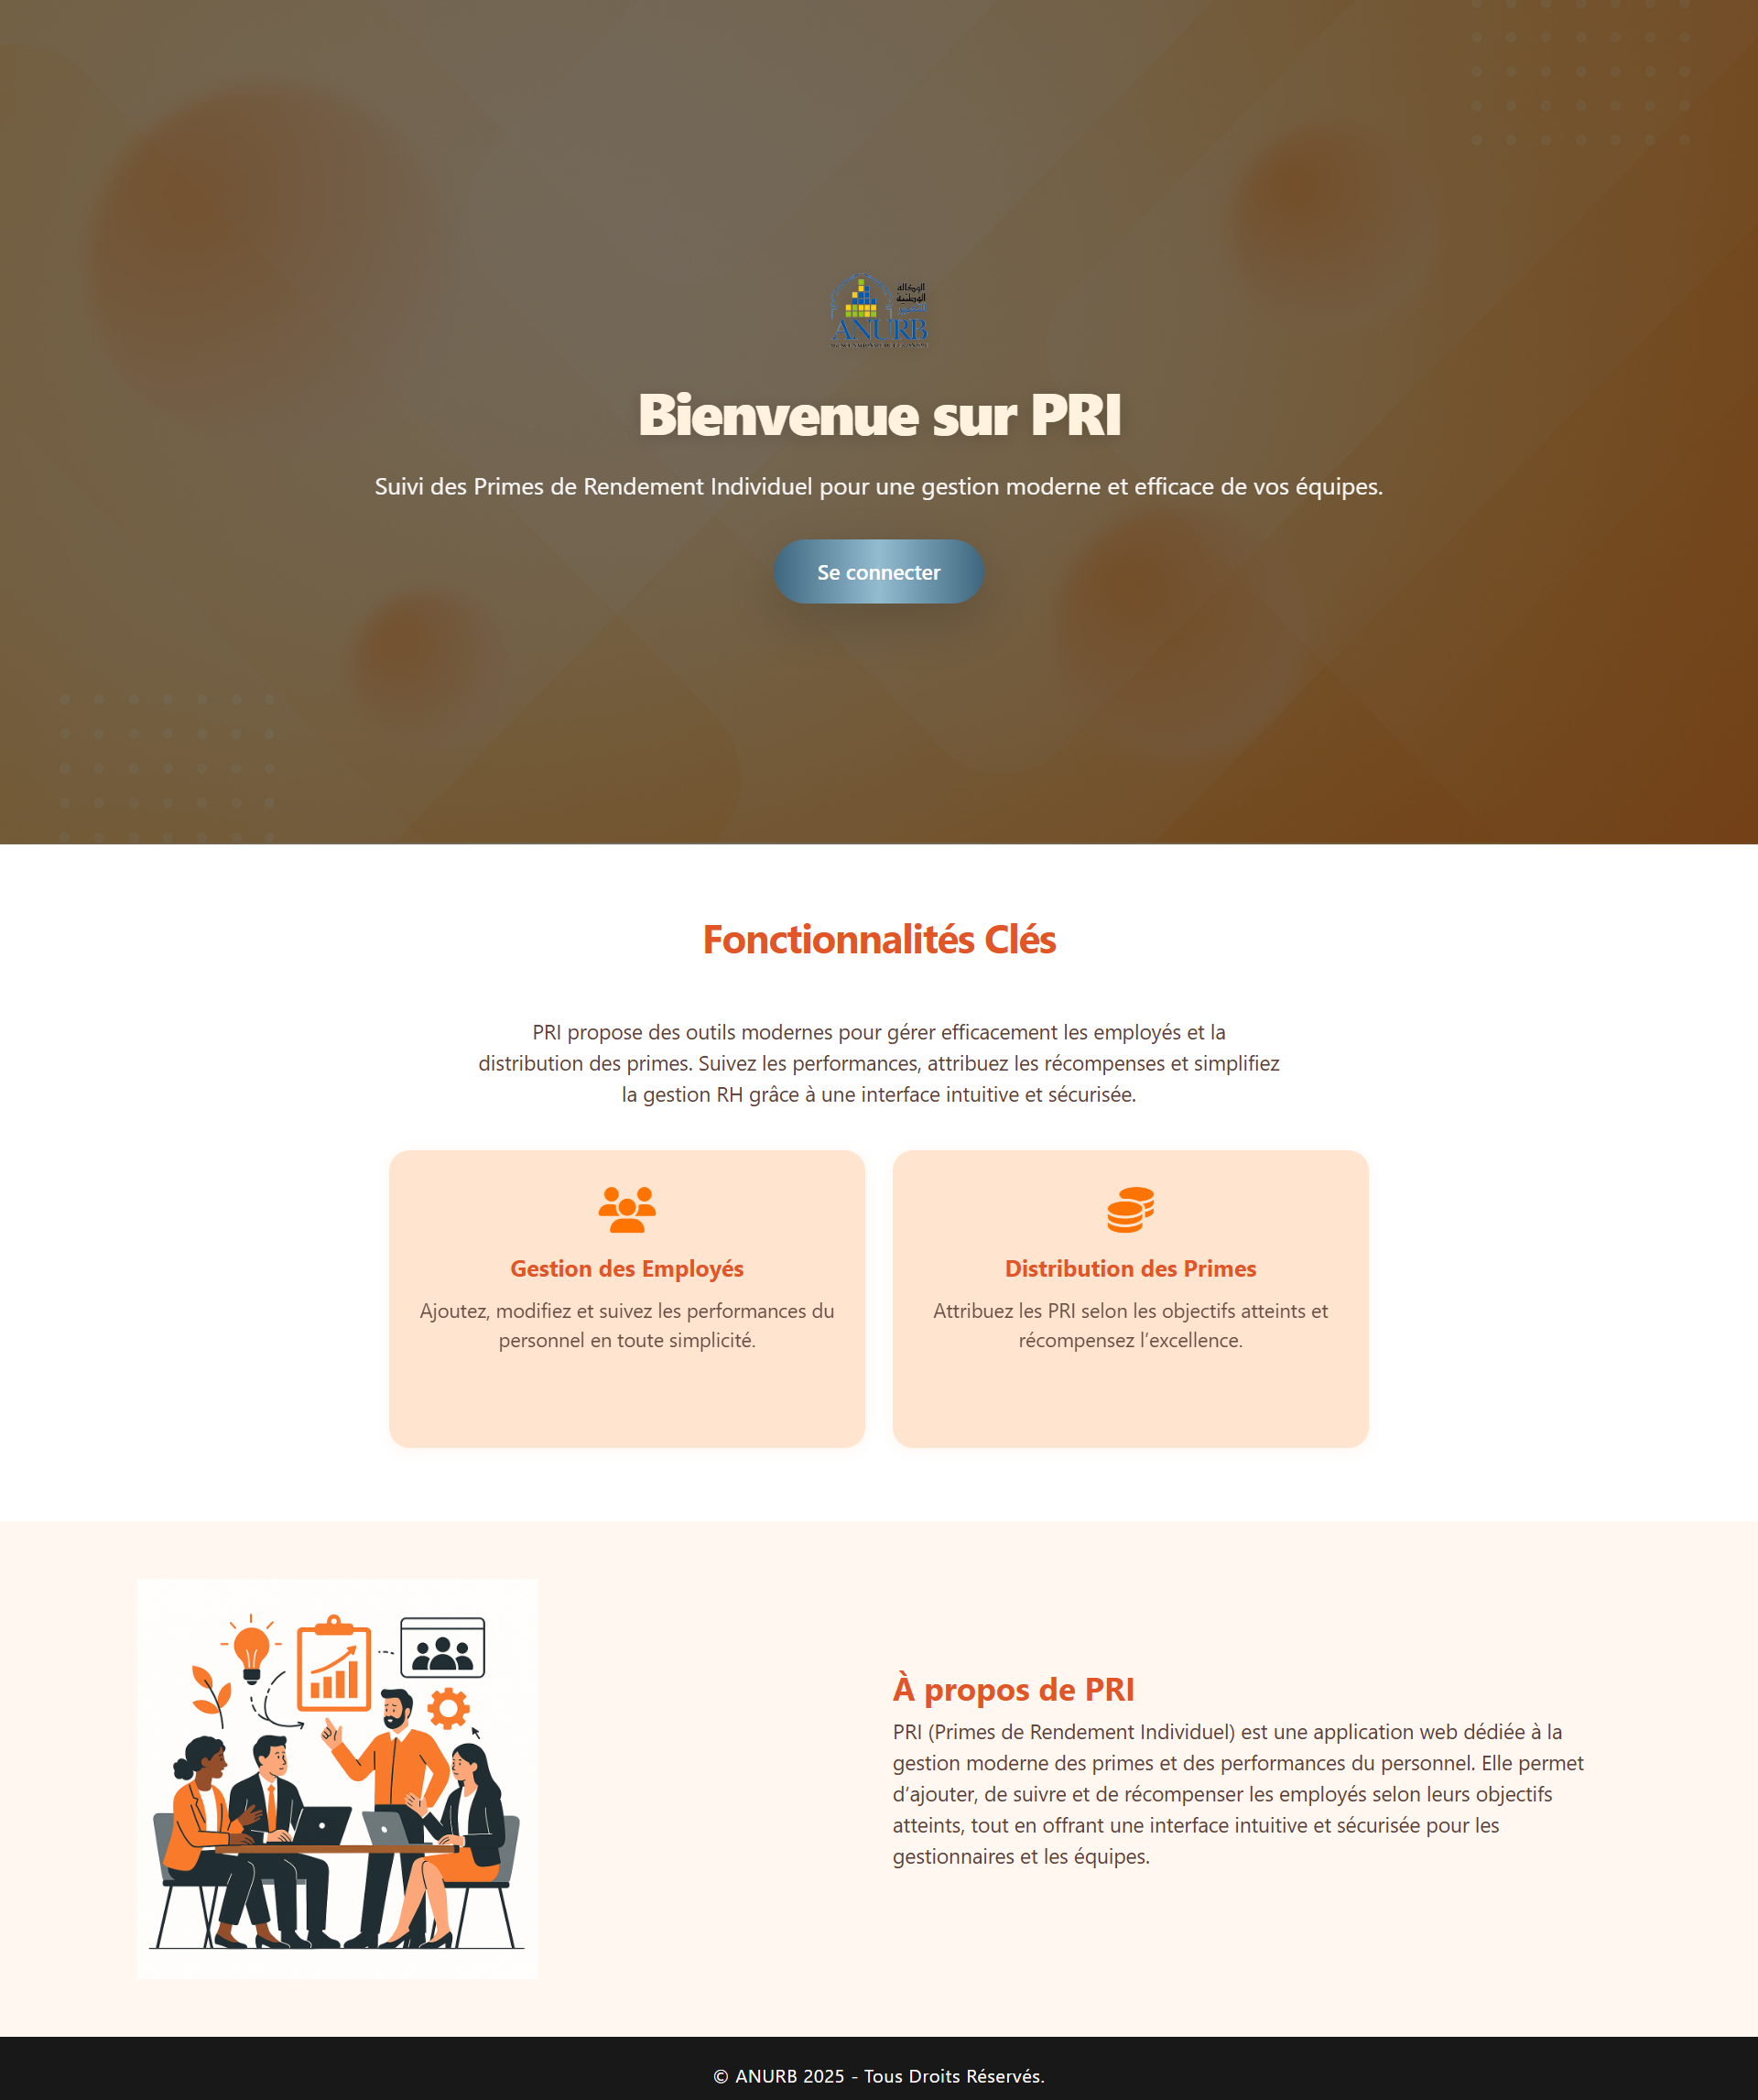 الوكالة
الوطنية
ANURB
Bienvenue sur PRI
Suivi des Primes de Rendement Individuel pour une gestion moderne et efficace de vos équipes.
Se connecter
Fonctionnalités Clés
PRI propose des outils modernes pour gérer efficacement les employés et la
distribution des primes. Suivez les performances, attribuez les récompenses et simplifiez
la gestion RH grâce à une interface intuitive et sécurisée.
Gestion des Employés
Ajoutez, modifiez et suivez les performances du
personnel en toute simplicité.
Distribution des Primes
Attribuez les PRI selon les objectifs atteints et
récompensez l’excellence.
À propos de PRI
PRI (Primes de Rendement Individuel) est une application web dédiée à la
gestion moderne des primes et des performances du personnel. Elle permet
d’ajouter, de suivre et de récompenser les employés selon leurs objectifs
atteints, tout en offrant une interface intuitive et sécurisée pour les
gestionnaires et les équipes.
© ANURB 2025 - Tous Droits Réservés.